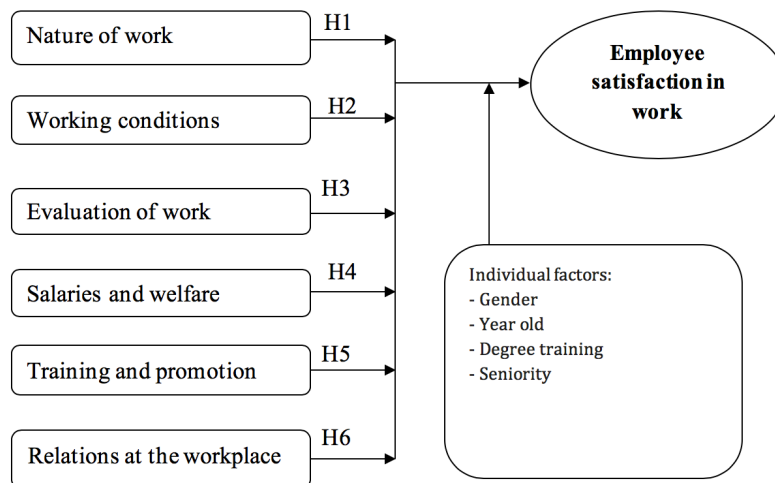 Nature of work
H1
Working conditions
H2
Evaluation of work
H3
Salaries and welfare
H4
Training and promotion
H5
Relations at the workplace
H6
Employee
satisfaction in
work
Individual factors:
- Gender
- Year old
- Degree training
- Seniority